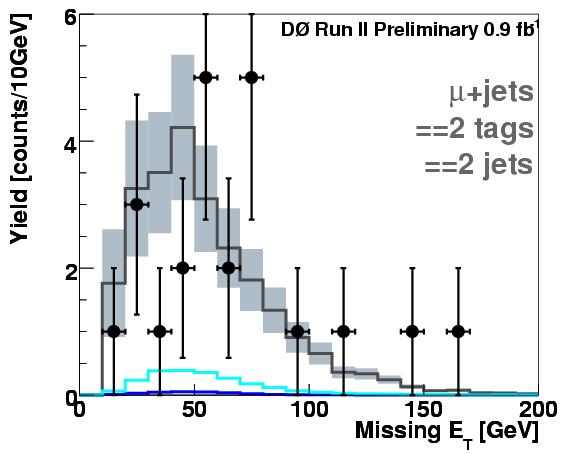 DØ Run II Preliminary 0.9 fb-1
μ+jets
==2 tags
==2 jets
Yield [counts/10GeV]
6
4
2
0
0 50 100 150 200
Missing ET [GeV]